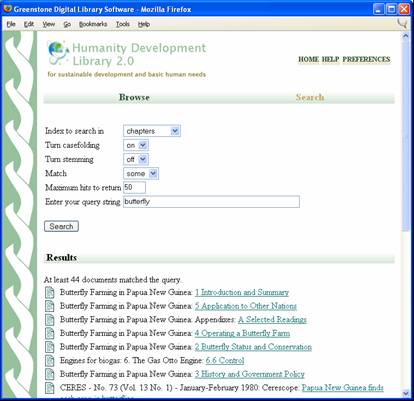 Greenstone Digital Library Software - Mozilla Firefox
File Edit View Go Bookmarks Tools Help
Humanity Development
Library 2.0
for sustainable development and basic human needs
HOME HELP PREFERENCES
Browse Search
Index to search in chapters
Turn casefolding on
Turn stemming off
Match some
Maximum hits to return 50
Enter your query string butterfly
Search
Results
At least 44 documents matched the query.
Butterfly Farming in Papua New Guinea: 1 Introduction and Summary
Butterfly Farming in Papua New Guinea: 5 Application to Other Nations
Butterfly Farming in Papua New Guinea: Appendixes: A Selected Readings
Butterfly Farming in Papua New Guinea: 4 Operating a Butterfly Farm
Butterfly Farming in Papua New Guinea: 2 Butterfly Status and Conservation
Engines for biogas: 6. The Gas Otto Engine: 6.6 Control
Butterfly Farming in Papua New Guinea: 3 History and Government Policy
CERES - No. 73 (Vol. 13 No. 1) - January-February 1980: Cerescope: Papua New Guinea finds